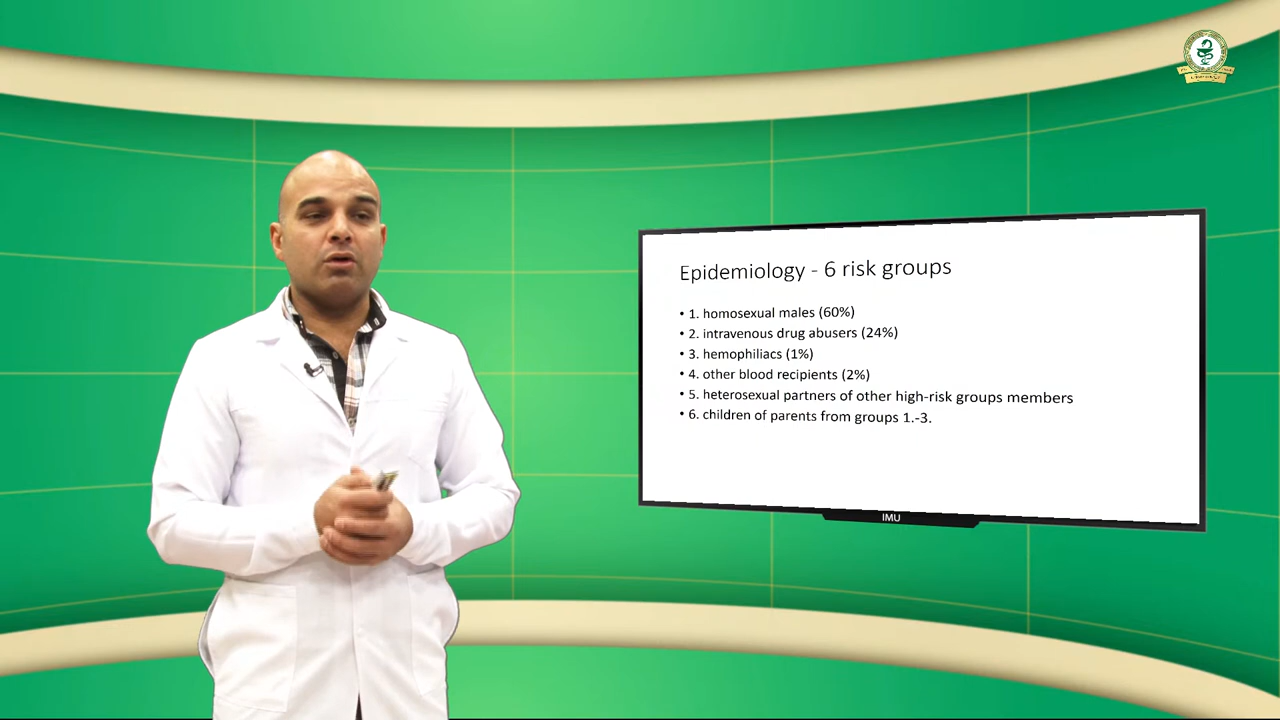 Epidemiology - 6 risk groups
• 1. homosexual males (60%)
• 2. intravenous drug abusers (24%)
• 3. hemophiliacs (1%)
• 4. other blood recipients (2%)
• 5. heterosexual partners of other high-risk groups members
• 6. children of parents from groups 1.-3.
IMU